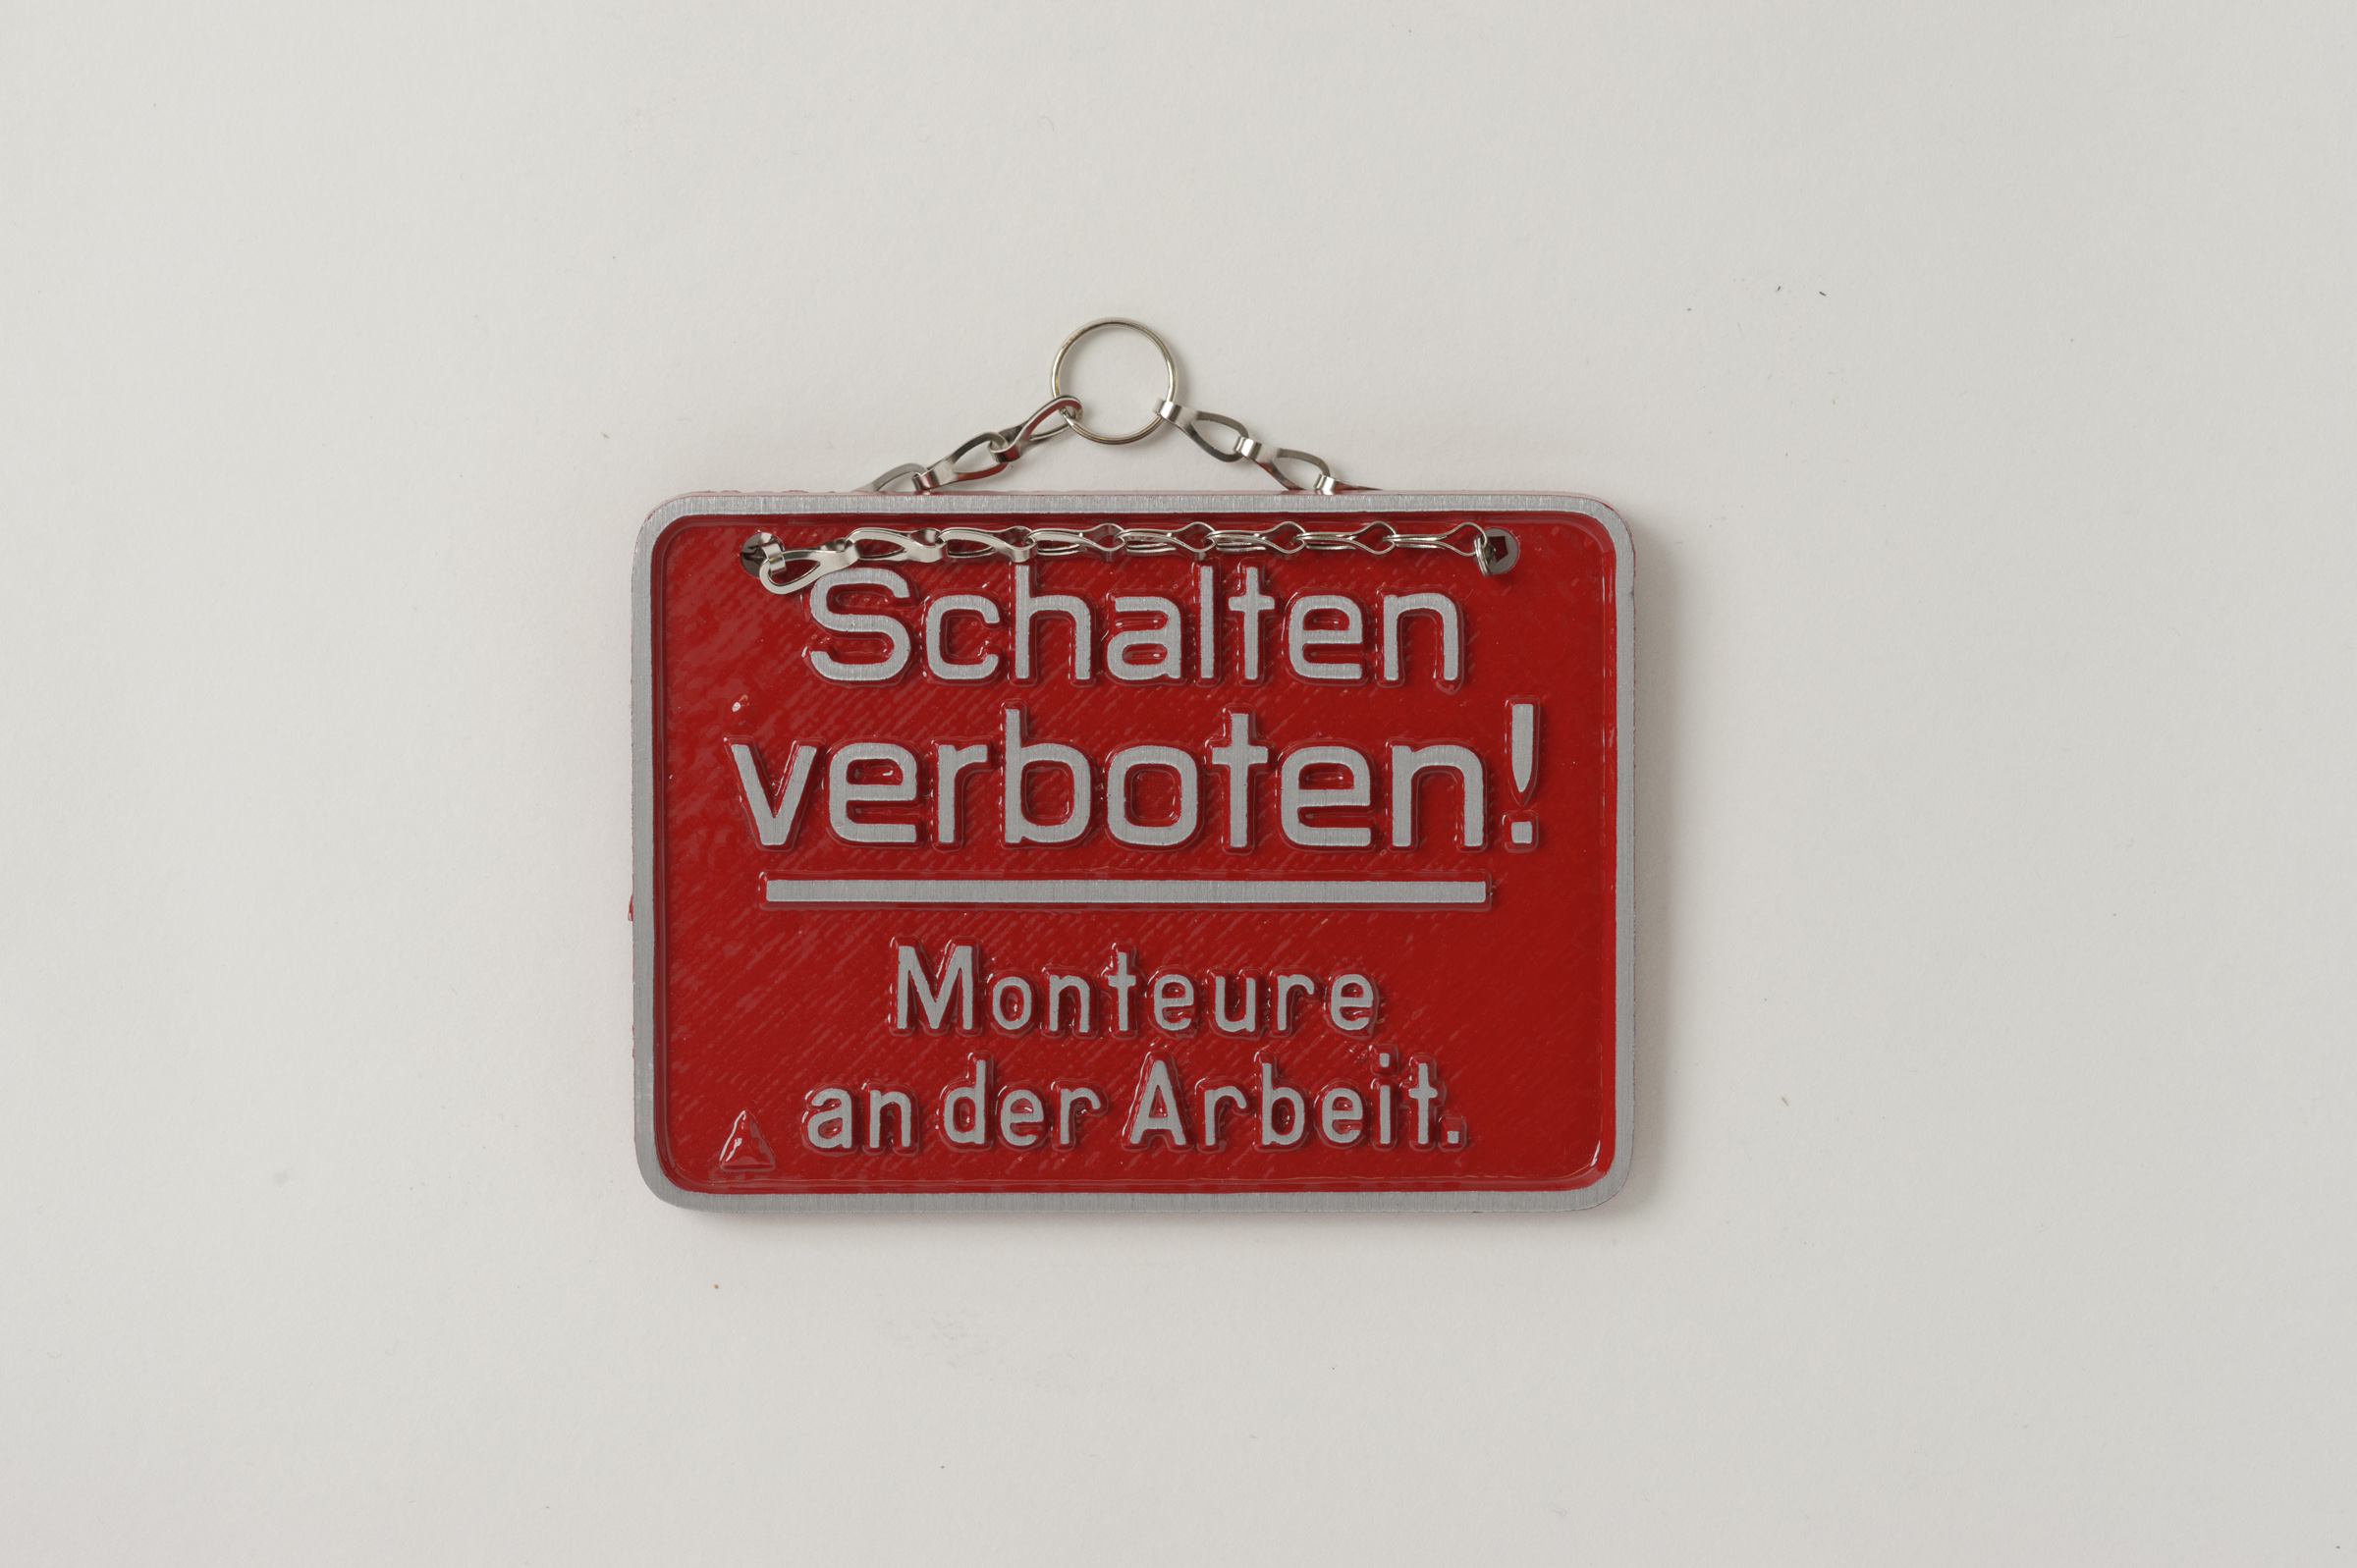 Schalten
verboten!
Monteure
an der Arbeit.